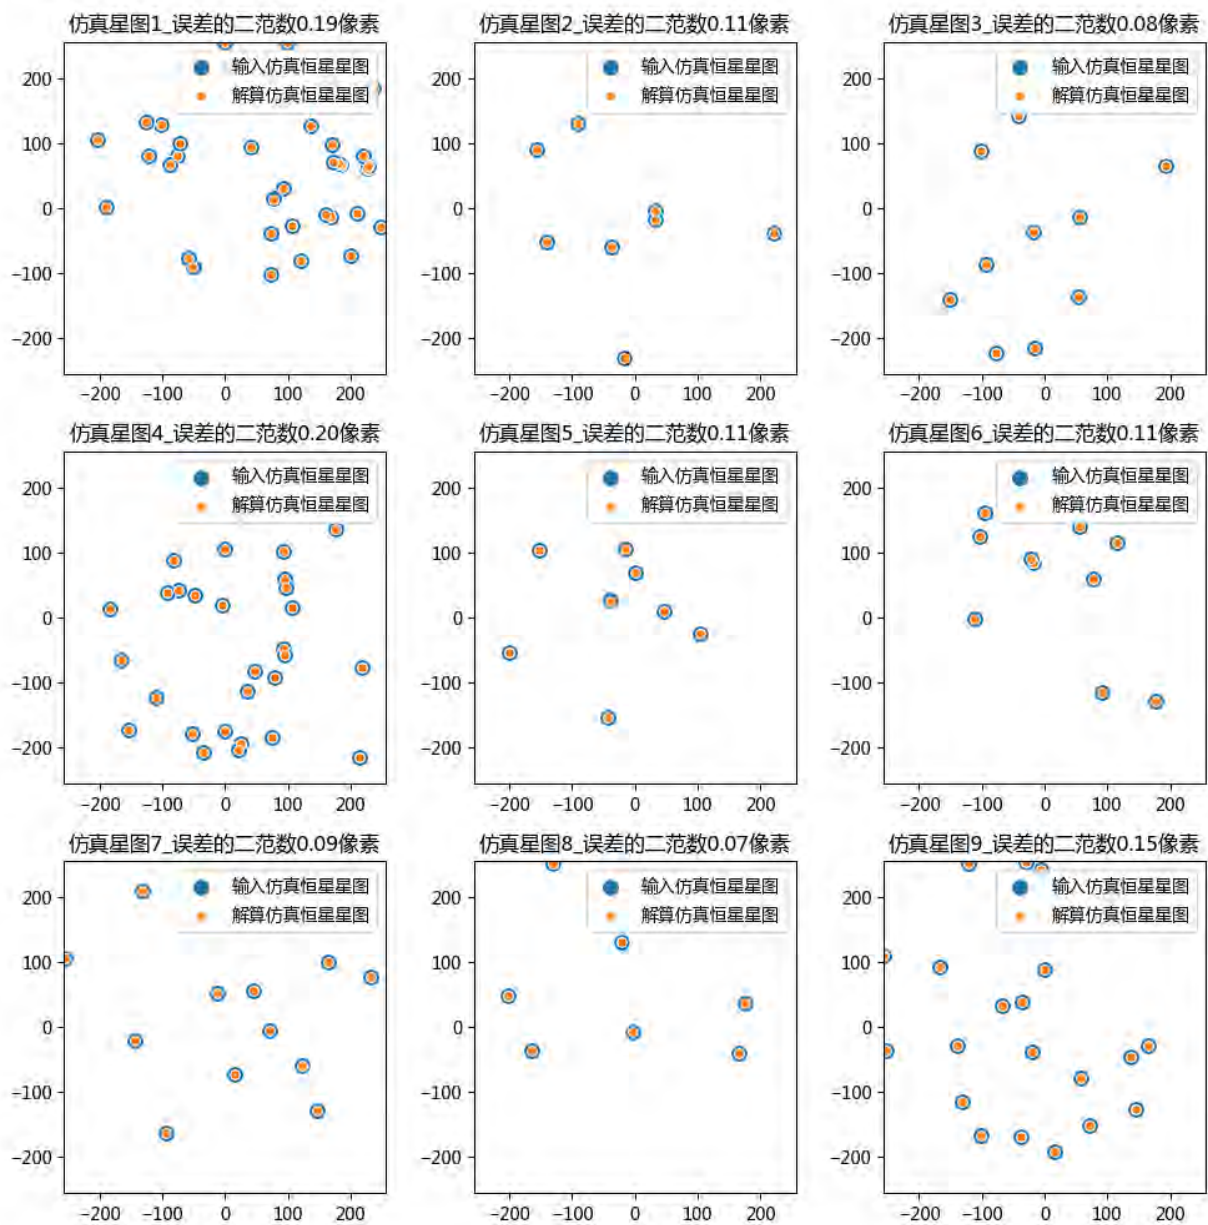 仿真星图1_误差的二范数0.19像素
输入仿真恒星星图
解算仿真恒星星图
200
100
0
−100
−200
−200 −100 0 100 200
仿真星图2_误差的二范数0.11像素
输入仿真恒星星图
解算仿真恒星星图
200
100
0
−100
−200
−200 −100 0 100 200
仿真星图3_误差的二范数0.08像素
输入仿真恒星星图
解算仿真恒星星图
200
100
0
−100
−200
−200 −100 0 100 200
仿真星图4_误差的二范数0.20像素
输入仿真恒星星图
解算仿真恒星星图
200
100
0
−100
−200
−200 −100 0 100 200
仿真星图5_误差的二范数0.11像素
输入仿真恒星星图
解算仿真恒星星图
200
100
0
−100
−200
−200 −100 0 100 200
仿真星图6_误差的二范数0.11像素
输入仿真恒星星图
解算仿真恒星星图
200
100
0
−100
−200
−200 −100 0 100 200
仿真星图7_误差的二范数0.09像素
输入仿真恒星星图
解算仿真恒星星图
200
100
0
−100
−200
−200 −100 0 100 200
仿真星图8_误差的二范数0.07像素
输入仿真恒星星图
解算仿真恒星星图
200
100
0
−100
−200
−200 −100 0 100 200
仿真星图9_误差的二范数0.15像素
输入仿真恒星星图
解算仿真恒星星图
200
100
0
−100
−200
−200 −100 0 100 200